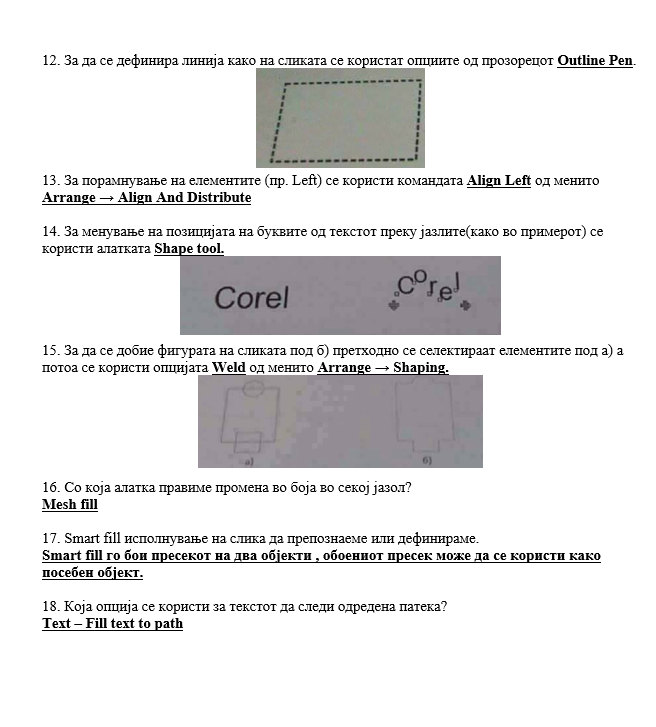 12. За да се дефинира линија како на сликата се користат опциите од прозорецот Outline Pen.
13. За порамнување на елементите (пр. Left) се користи командата Align Left од менито
Arrange → Align And Distribute
14. За менување на позицијата на буквите од текстот преку јазлите(како во примерот) се
користи алатката Shape tool.
Corel Corel
15. За да се добие фигурата на сликата под б) претходно се селектираат елементите под а) а
потоа се користи опцијата Weld од менито Arrange → Shaping.
а) б)
16. Со која алатка правиме промена во боја во секој јазол?
Mesh fill
17. Smart fill исполнување на слика да препознаеме или дефинираме.
Smart fill го бои пресекот на два објекти , обоениот пресек може да се користи како
посебен објект.
18. Која опција се користи за текстот да следи одредена патека?
Text – Fill text to path